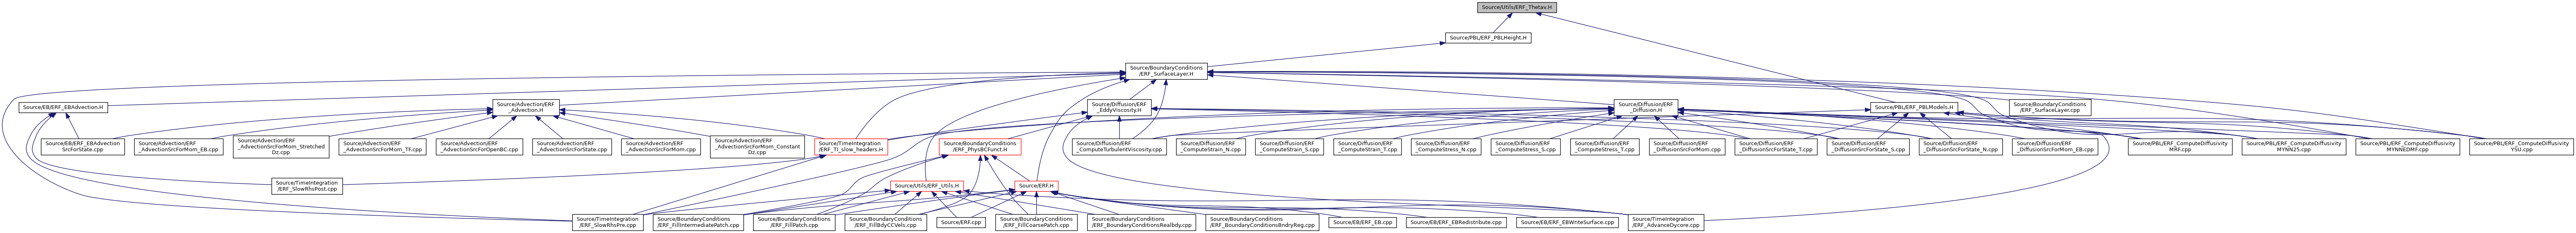 Source/Utils/ERF_Thetav.H
Source/PBL/ERF_PBLHeight.H
Source/BoundaryConditions
/ERF_SurfaceLayer.H
Source/EB/ERF_EBAdvection.H
Source/Advection/ERF
_Advection.H
Source/Diffusion/ERF
_EddyViscosity.H
Source/Diffusion/ERF
_Diffusion.H
Source/PBL/ERF_PBLModels.H
Source/BoundaryConditions
/ERF_SurfaceLayer.cpp
Source/EB/ERF_EBAdvection
SrcForState.cpp
Source/Advection/ERF
_AdvectionSrcForMom_EB.cpp
Source/Advection/ERF
_AdvectionSrcForMom_Stretched
Dz.cpp
Source/Advection/ERF
_AdvectionSrcForMom_TF.cpp
Source/Advection/ERF
_AdvectionSrcForOpenBC.cpp
Source/Advection/ERF
_AdvectionSrcForState.cpp
Source/Advection/ERF
_AdvectionSrcForMom.cpp
Source/Advection/ERF
_AdvectionSrcForMom_Constant
Dz.cpp
Source/TimeIntegration
/ERF_TI_slow_headers.H
Source/BoundaryConditions
/ERF_PhysBCFunct.H
Source/Diffusion/ERF
_ComputeTurbulentViscosity.cpp
Source/Diffusion/ERF
_ComputeStrain_N.cpp
Source/Diffusion/ERF
_ComputeStrain_S.cpp
Source/Diffusion/ERF
_ComputeStrain_T.cpp
Source/Diffusion/ERF
_ComputeStress_N.cpp
Source/Diffusion/ERF
_ComputeStress_S.cpp
Source/Diffusion/ERF
_ComputeStress_T.cpp
Source/Diffusion/ERF
_DiffusionSrcForMom.cpp
Source/Diffusion/ERF
_DiffusionSrcForState_T.cpp
Source/Diffusion/ERF
_DiffusionSrcForState_S.cpp
Source/Diffusion/ERF
_DiffusionSrcForState_N.cpp
Source/Diffusion/ERF
_DiffusionSrcForMom_EB.cpp
Source/PBL/ERF_ComputeDiffusivity
MRF.cpp
Source/PBL/ERF_ComputeDiffusivity
MYNN25.cpp
Source/PBL/ERF_ComputeDiffusivity
MYNNEDMF.cpp
Source/PBL/ERF_ComputeDiffusivity
YSU.cpp
Source/TimeIntegration
/ERF_SlowRhsPost.cpp
Source/Utils/ERF_Utils.H
Source/ERF.H
Source/TimeIntegration
/ERF_SlowRhsPre.cpp
Source/BoundaryConditions
/ERF_FillIntermediatePatch.cpp
Source/BoundaryConditions
/ERF_FillPatch.cpp
Source/BoundaryConditions
/ERF_FillBdyCCVels.cpp
Source/ERF.cpp
Source/BoundaryConditions
/ERF_FillCoarsePatch.cpp
Source/BoundaryConditions
/ERF_BoundaryConditionsRealbdy.cpp
Source/BoundaryConditions
/ERF_BoundaryConditionsBndryReg.cpp
Source/EB/ERF_EB.cpp
Source/EB/ERF_EBRedistribute.cpp
Source/EB/ERF_EBWriteSurface.cpp
Source/TimeIntegration
/ERF_AdvanceDycore.cpp